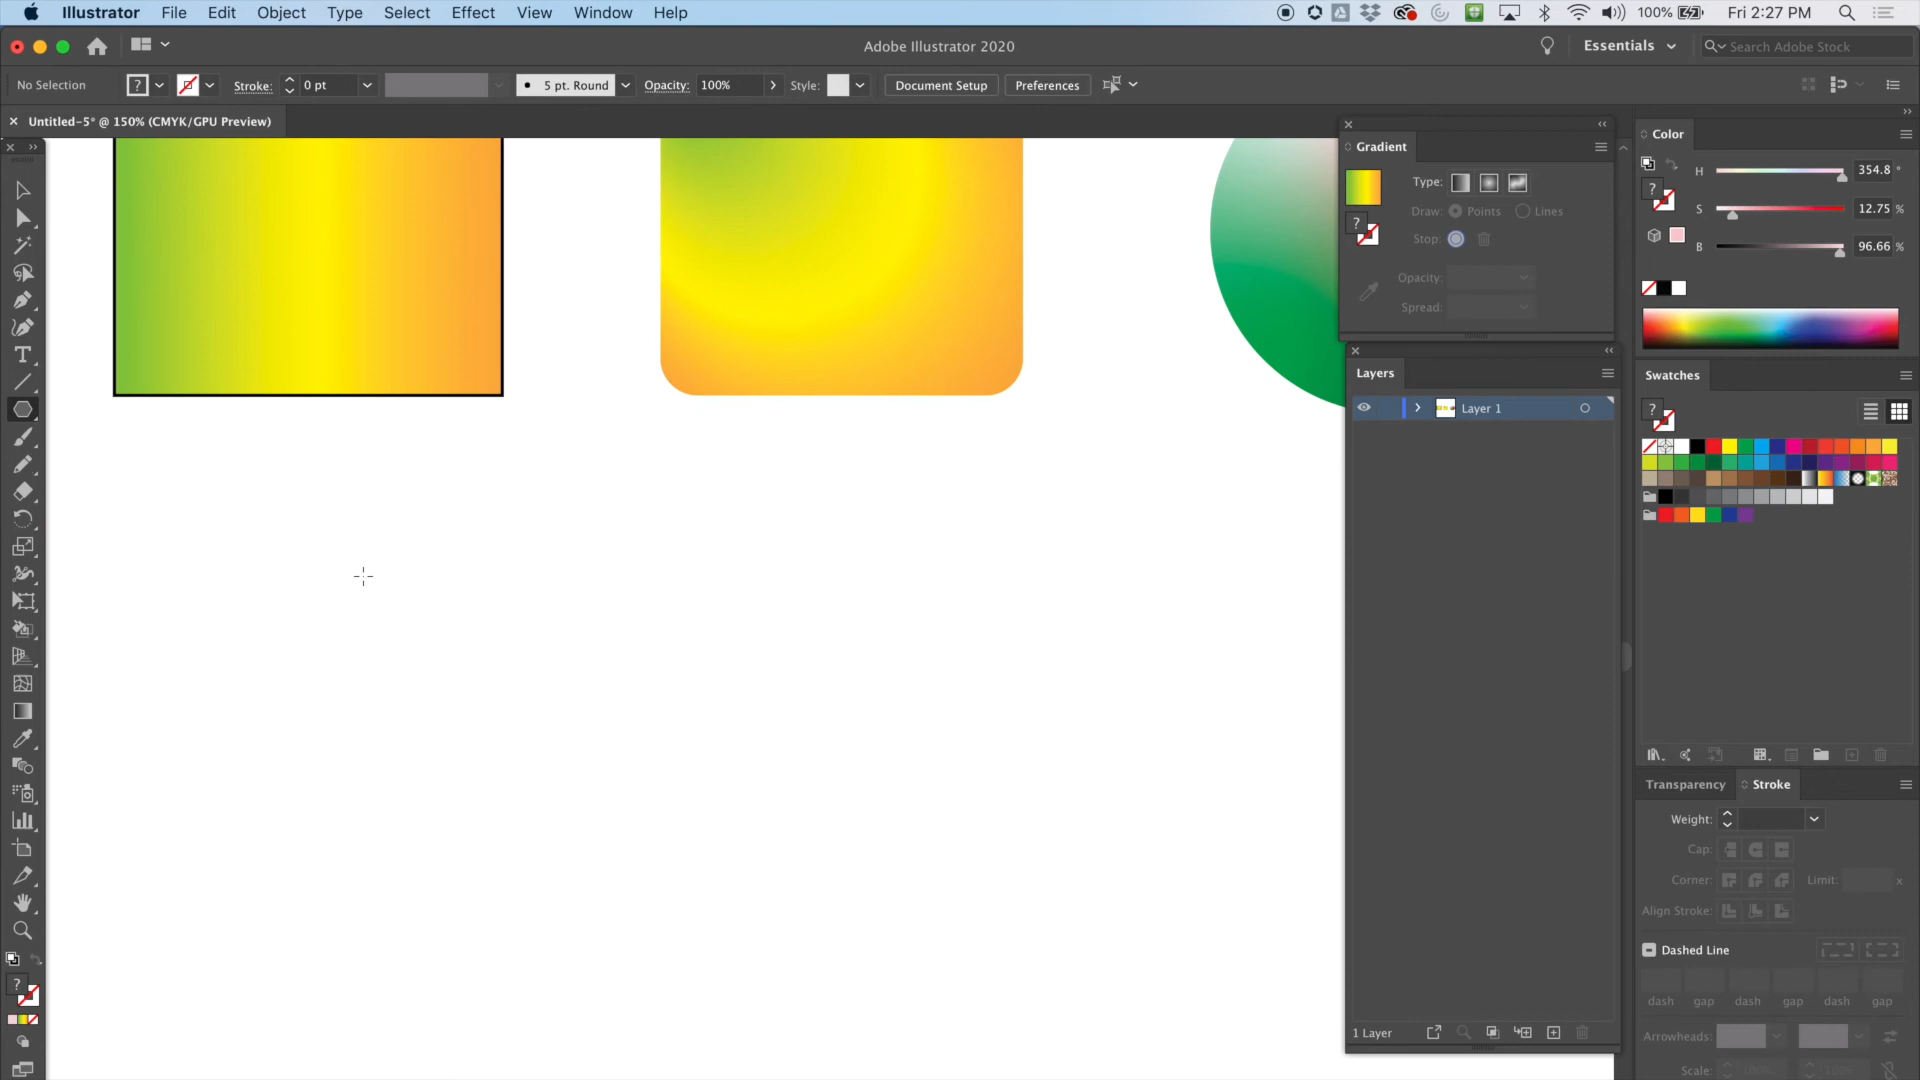 Illustrator File Edit Object Type Select Effect View Window Help 100% Fri 2:27 PM
Adobe Illustrator 2020 Essentials Search Adobe Stock
No Selection ? Stroke: 0 pt 5 pt. Round Opacity: 100% Style: Document Setup Preferences
Untitled-5* @ 150% (CMYK/GPU Preview)
Color
H 354.8 °
S 12.75 %
B 96.66 %
?
Gradient
Type:
Draw: Points Lines
?
Stop:
Opacity:
Spread:
Layers
Layer 1
1 Layer
Swatches
?
Transparency Stroke
Weight:
Cap:
Corner: Limit: x
Align Stroke:
Dashed Line
dash gap dash gap dash gap
Arrowheads:
Scale: 100% 100%
?